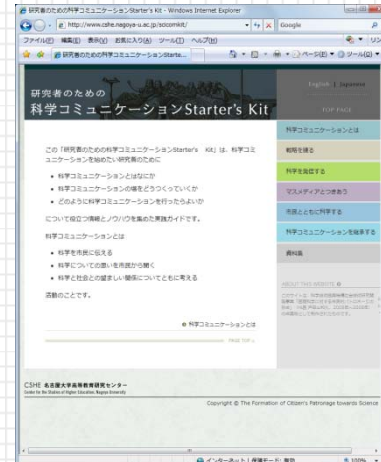 研究者のための科学コミュニケーションStarter's Kit - Windows Internet Explorer
http://www.cshe.nagoya-u.ac.jp/scicomkit/
Google
ファイル(F) 編集(E) 表示(V) お気に入り(A) ツール(T) ヘルプ(H)
研究者のための科学コミュニケーションStarte...
ページ(P) ツール(O)
English | Japanese
研究者のための
科学コミュニケーションStarter's Kit
TOP PAGE
この「研究者のための科学コミュニケーションStarter's Kit」は、科学コミ
ュニケーションを始めたい研究者のために
• 科学コミュニケーションとはなにか
• 科学コミュニケーションの場をどうつくっていくか
• どのように科学コミュニケーションを行ったらよいか
について役立つ情報とノウハウを集めた実践ガイドです。
科学コミュニケーションとは
• 科学を市民に伝える
• 科学についての思いを市民から聞く
• 科学と社会との望ましい関係についてともに考える
活動のことです。
科学コミュニケーションとは
PAGE TOP
科学コミュニケーションとは
戦略を練る
科学を発信する
マスメディアとつきあう
市民とともに科学する
科学コミュニケーションを継承する
資料集
ABOUT THIS WEBSITE
CSHE 名古屋大学高等教育研究センター
Center for the Studies of Higher Education, Nagoya University
Copyright © The Formation of Citizen's Patronage towards Science
インターネット | 保護モード: 無効
100%